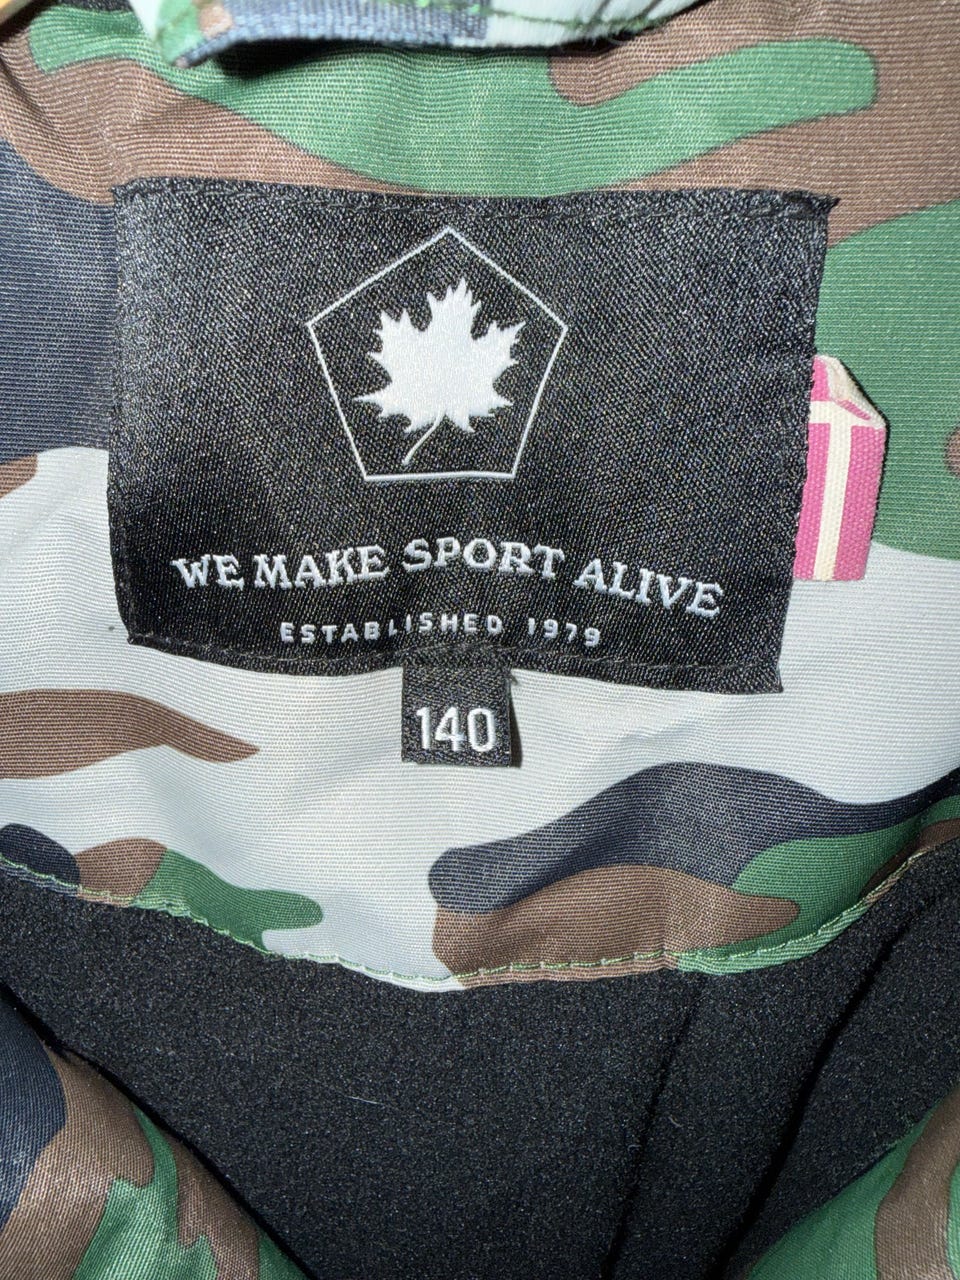 WE MAKE SPORT ALIVE
ESTABLISHED 1979
140